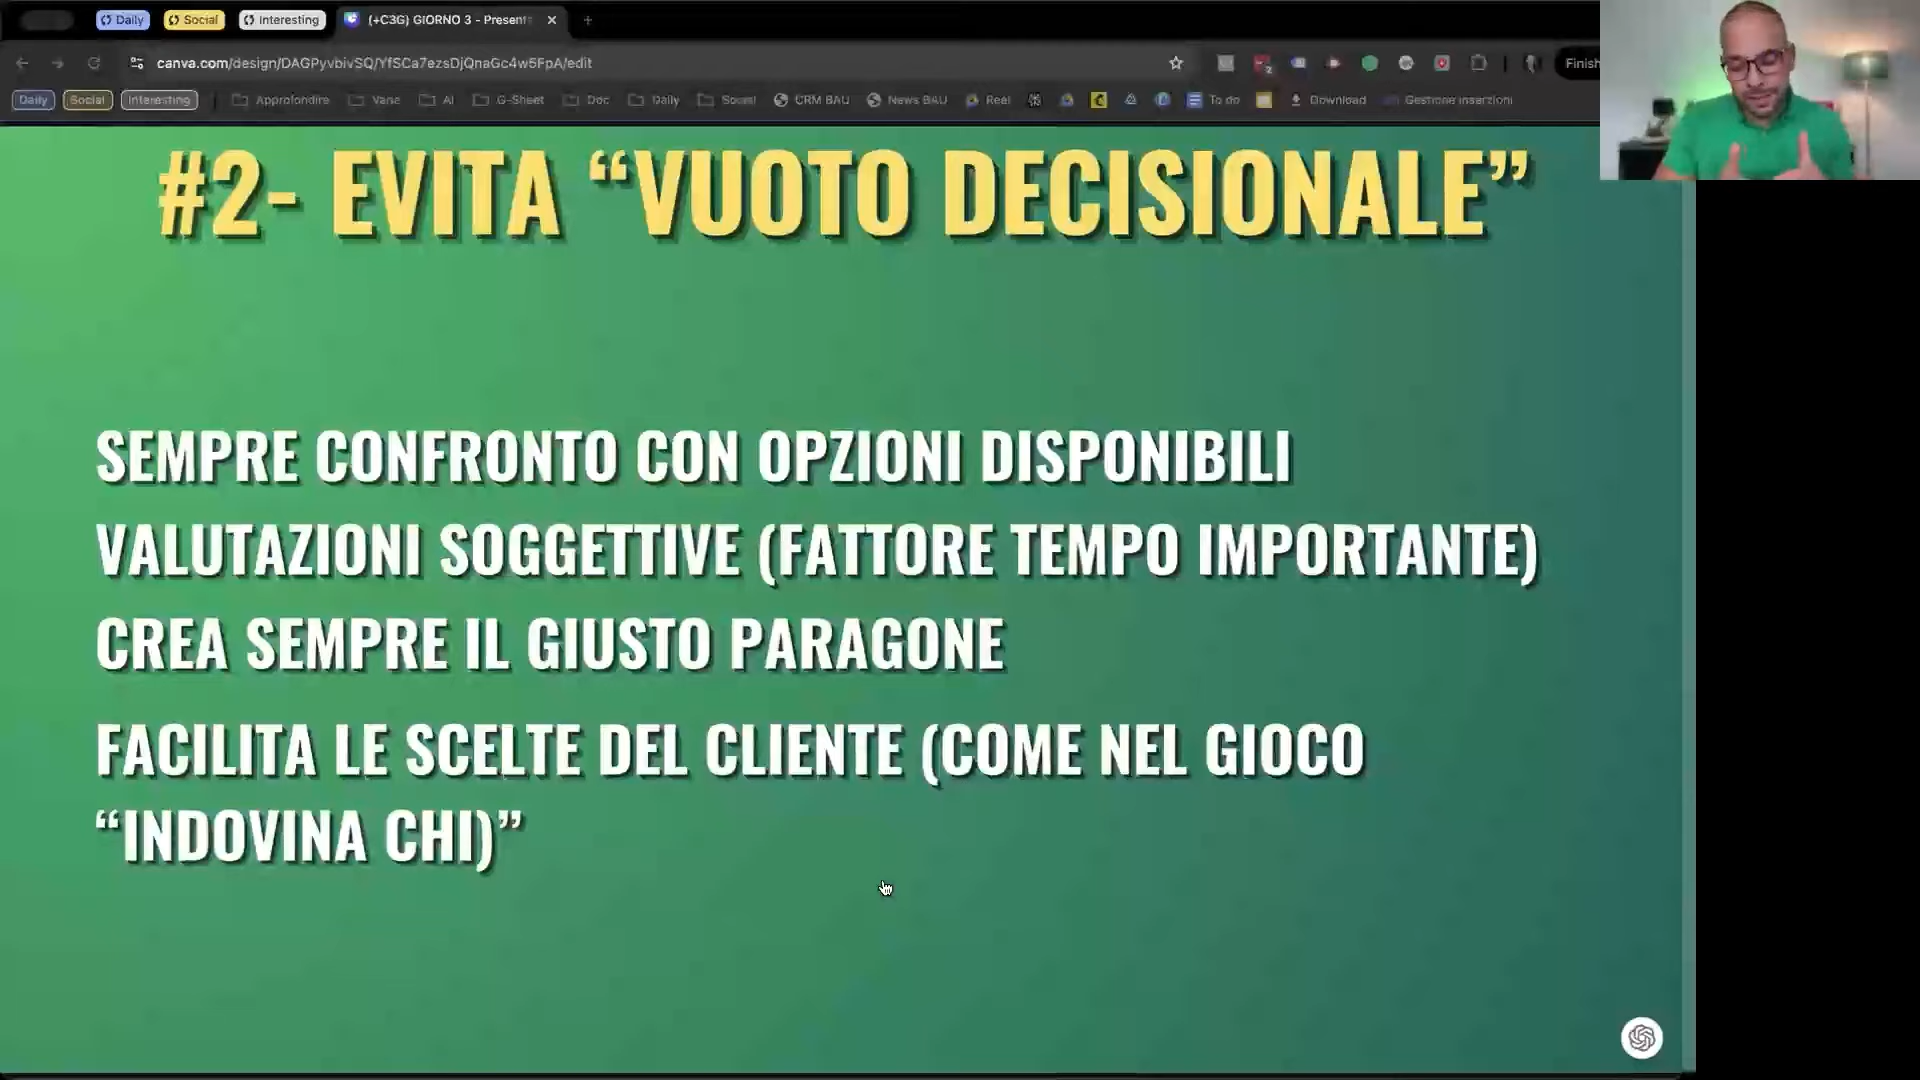 Daily
Social
Interesting
(+C3G) GIORNO 3 - Present
canva.com/design/DAGPyvbivSQ/YfSCa7ezsDjQnaGc4w5FpA/edit
Finish
Daily
Social
Interesting
Approfondire
Vane
AI
G-Sheet
Doc
Daily
Social
CRM BAU
News BAU
Reel
To do
Download
Gestione inserzioni
#2- EVITA “VUOTO DECISIONALE”
SEMPRE CONFRONTO CON OPZIONI DISPONIBILI
VALUTAZIONI SOGGETTIVE (FATTORE TEMPO IMPORTANTE)
CREA SEMPRE IL GIUSTO PARAGONE
FACILITA LE SCELTE DEL CLIENTE (COME NEL GIOCO
“INDOVINA CHI)”